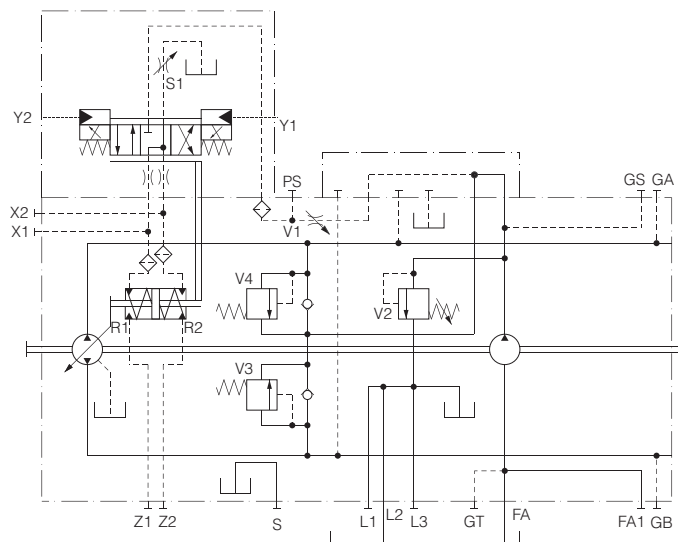 S1
Y2
Y1
PS
GS GA
X2
X1
V1
V4
V2
R1
R2
V3
Z1 Z2
S
L1 L2 L3
GT
FA
FA1 GB